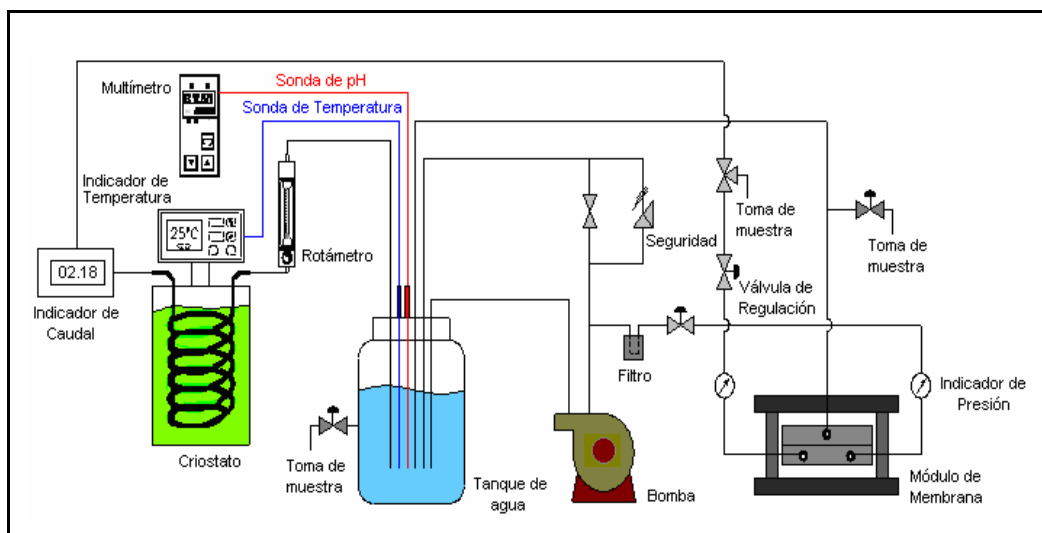 Multímetro
Sonda de pH
Sonda de Temperatura
Indicador de
Temperatura
25°C
Rotámetro
02.18
Indicador de
Caudal
Criostato
Toma de
muestra
Tanque de
agua
Bomba
Filtro
Seguridad
Toma de
muestra
Válvula de
Regulación
Toma de
muestra
Indicador de
Presión
Módulo de
Membrana